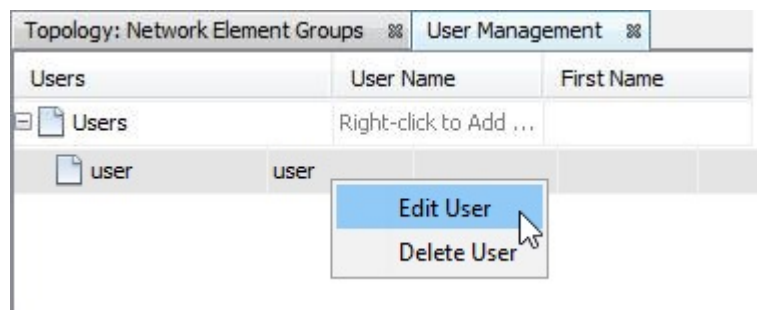 Topology: Network Element Groups User Management
Users User Name First Name
Users Right-click to Add ...
user user
Edit User
Delete User